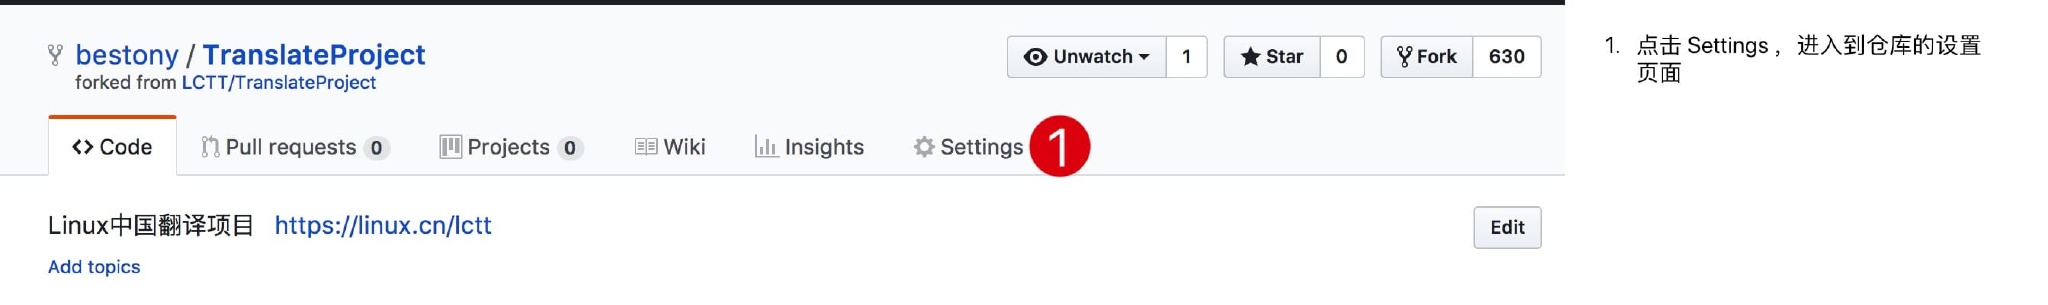 bestony / TranslateProject
forked from LCTT/TranslateProject
Unwatch 1
Star 0
Fork 630
Code
Pull requests 0
Projects 0
Wiki
Insights
Settings
1
Linux中国翻译项目 https://linux.cn/lctt
Edit
Add topics
1. 点击 Settings ，进入到仓库的设置
页面